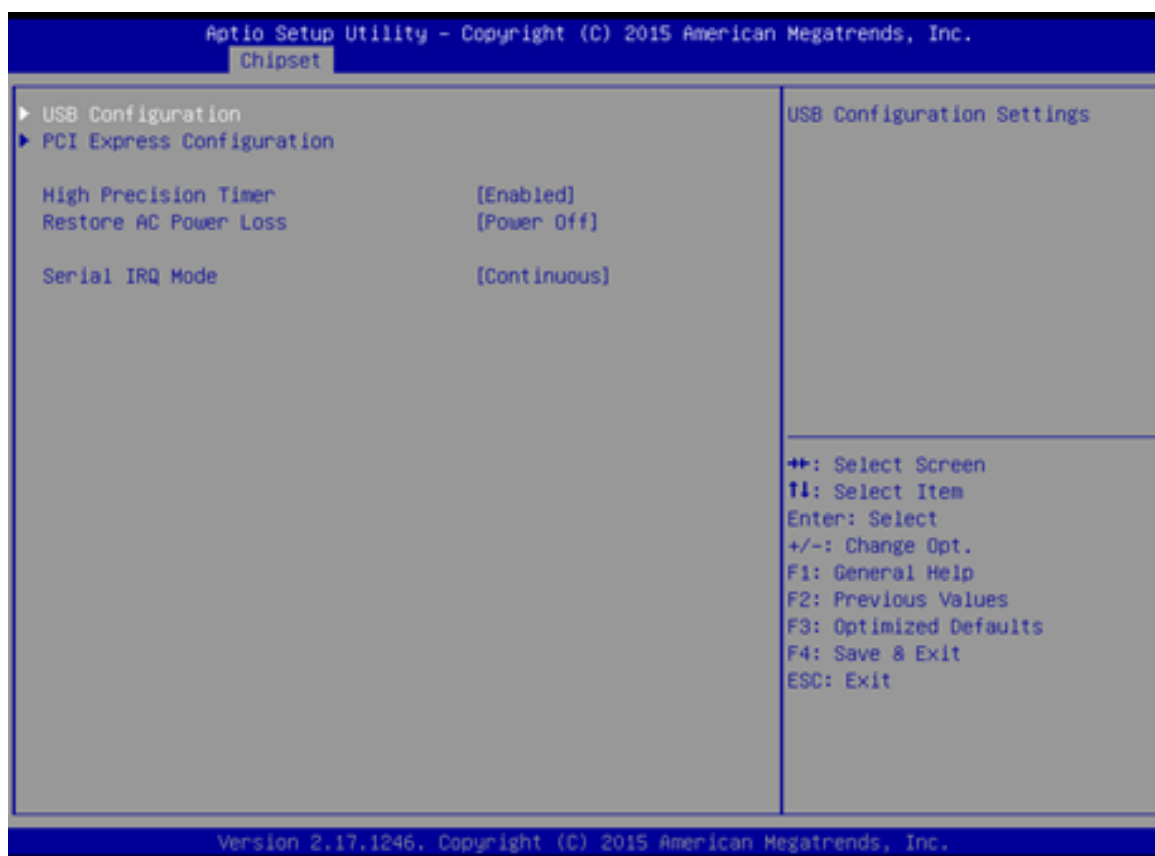 Aptio Setup Utility – Copyright (C) 2015 American Megatrends, Inc.
Chipset
USB Configuration
PCI Express Configuration
High Precision Timer [Enabled]
Restore AC Power Loss [Power Off]
Serial IRQ Mode [Continuous]
USB Configuration Settings
→←: Select Screen
↑↓: Select Item
Enter: Select
+/-: Change Opt.
F1: General Help
F2: Previous Values
F3: Optimized Defaults
F4: Save & Exit
ESC: Exit
Version 2.17.1246. Copyright (C) 2015 American Megatrends, Inc.